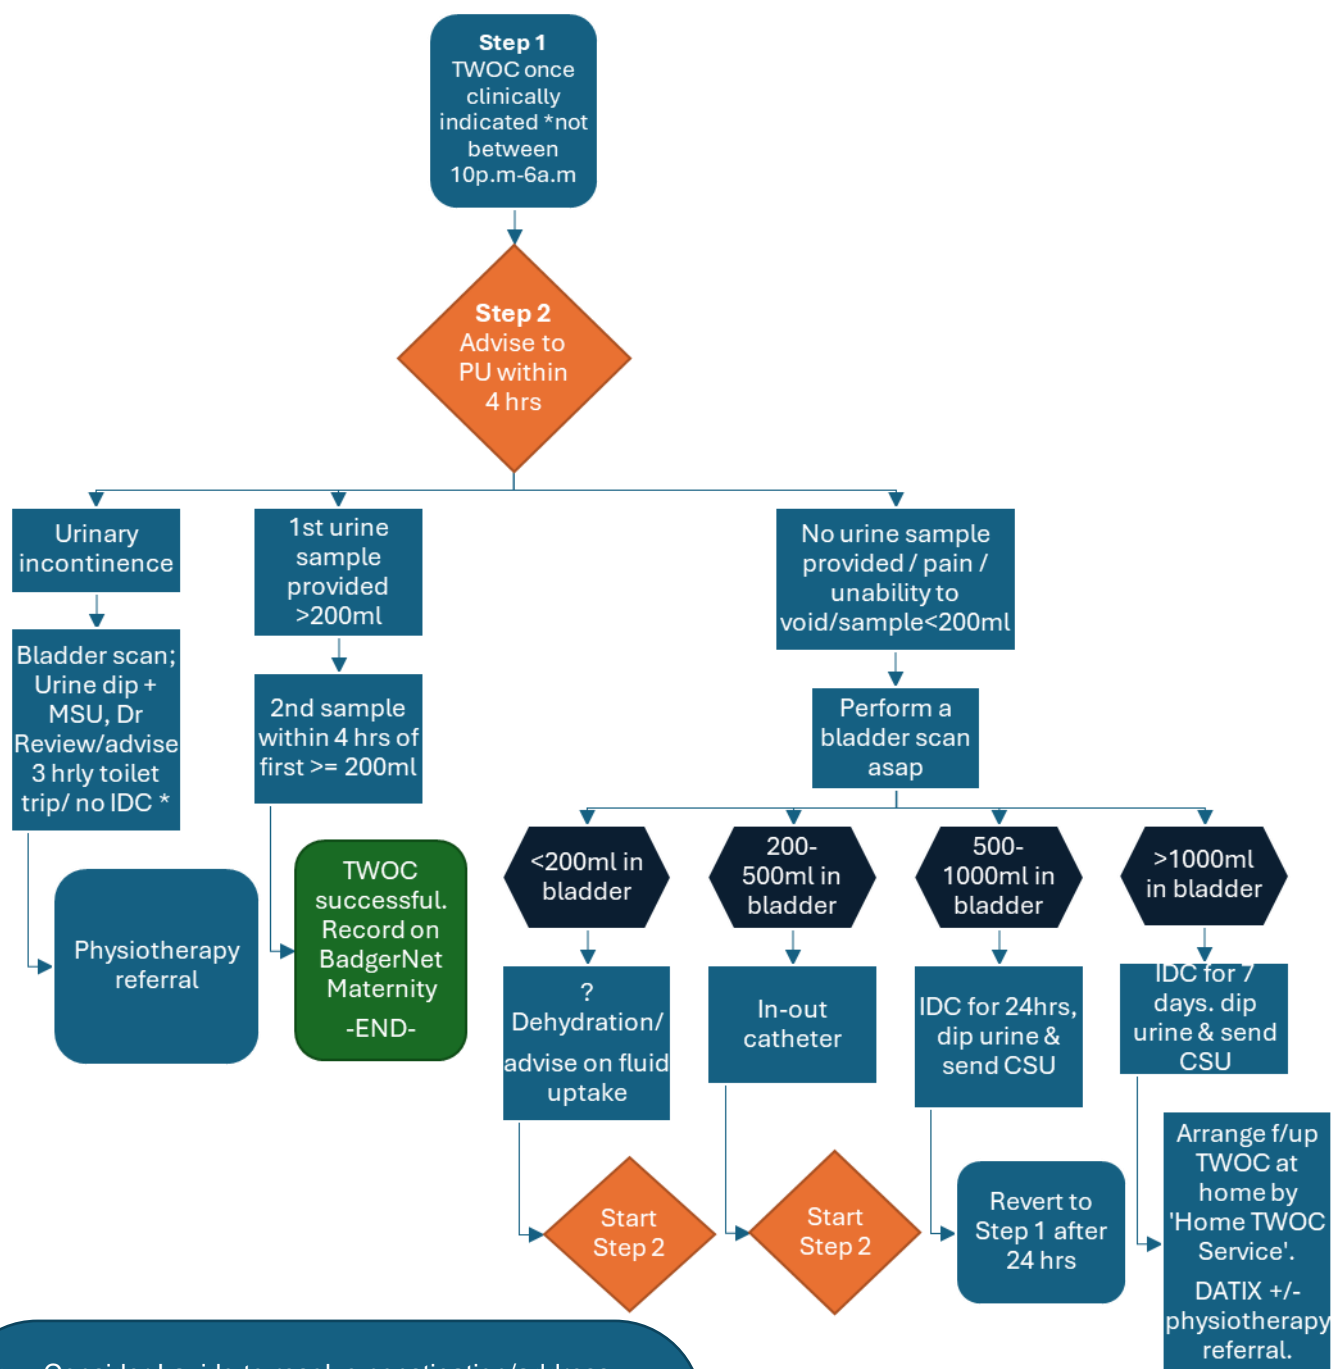 Step 1
TWOC once
clinically
indicated *not
between
10p.m-6a.m
Step 2
Advise to
PU within
4 hrs
Urinary
incontinence
Bladder scan;
Urine dip +
MSU, Dr
Review/advise
3 hrly toilet
trip/ no IDC *
Physiotherapy
referral
1st urine
sample
provided
>200ml
2nd sample
within 4 hrs of
first >= 200ml
TWOC
successful.
Record on
BadgerNet
Maternity
-END-
No urine sample
provided / pain /
unability to
void/sample<200ml
Perform a
bladder scan
asap
<200ml in
bladder
?
Dehydration/
advise on fluid
uptake
Start
Step 2
200-
500ml in
bladder
In-out
catheter
Start
Step 2
500-
1000ml in
bladder
IDC for 24hrs,
dip urine &
send CSU
Revert to
Step 1 after
24 hrs
>1000ml
in bladder
IDC for 7
days. dip
urine & send
CSU
Arrange f/up
TWOC at
home by
'Home TWOC
Service'.
DATIX +/-
physiotherapy
referral.